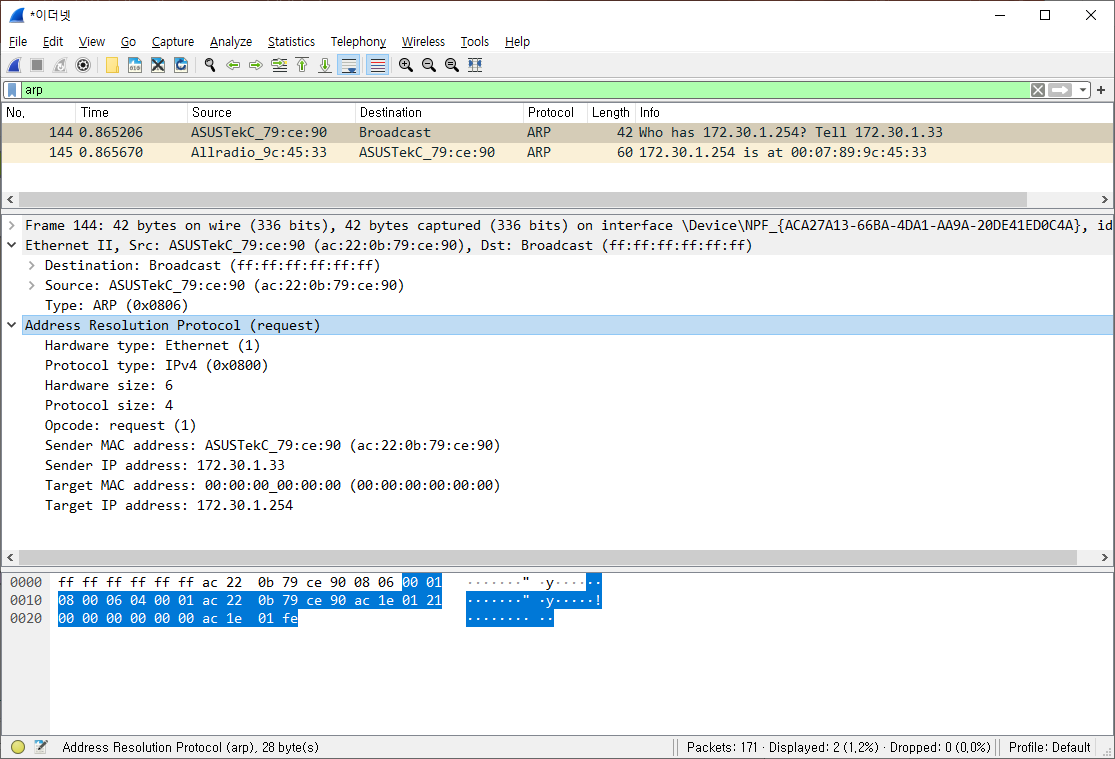 *이더넷
File Edit View Go Capture Analyze Statistics Telephony Wireless Tools Help
arp
No. Time Source Destination Protocol Length Info
144 0.865206 ASUSTekC_79:ce:90 Broadcast ARP 42 Who has 172.30.1.254? Tell 172.30.1.33
145 0.865670 Allradio_9c:45:33 ASUSTekC_79:ce:90 ARP 60 172.30.1.254 is at 00:07:89:9c:45:33
Frame 144: 42 bytes on wire (336 bits), 42 bytes captured (336 bits) on interface \Device\NPF_{ACA27A13-66BA-4DA1-AA9A-20DE41ED0C4A}, id
Ethernet II, Src: ASUSTekC_79:ce:90 (ac:22:0b:79:ce:90), Dst: Broadcast (ff:ff:ff:ff:ff:ff)
Destination: Broadcast (ff:ff:ff:ff:ff:ff)
Source: ASUSTekC_79:ce:90 (ac:22:0b:79:ce:90)
Type: ARP (0x0806)
Address Resolution Protocol (request)
Hardware type: Ethernet (1)
Protocol type: IPv4 (0x0800)
Hardware size: 6
Protocol size: 4
Opcode: request (1)
Sender MAC address: ASUSTekC_79:ce:90 (ac:22:0b:79:ce:90)
Sender IP address: 172.30.1.33
Target MAC address: 00:00:00_00:00:00 (00:00:00:00:00:00)
Target IP address: 172.30.1.254
0000 ff ff ff ff ff ff ac 22 0b 79 ce 90 08 06 00 01 ·······" ·y······
0010 08 00 06 04 00 01 ac 22 0b 79 ce 90 ac 1e 01 21 ·······" ·y·····!
0020 00 00 00 00 00 00 ac 1e 01 fe ········ ··
Address Resolution Protocol (arp), 28 byte(s) Packets: 171 · Displayed: 2 (1,2%) · Dropped: 0 (0,0%) Profile: Default